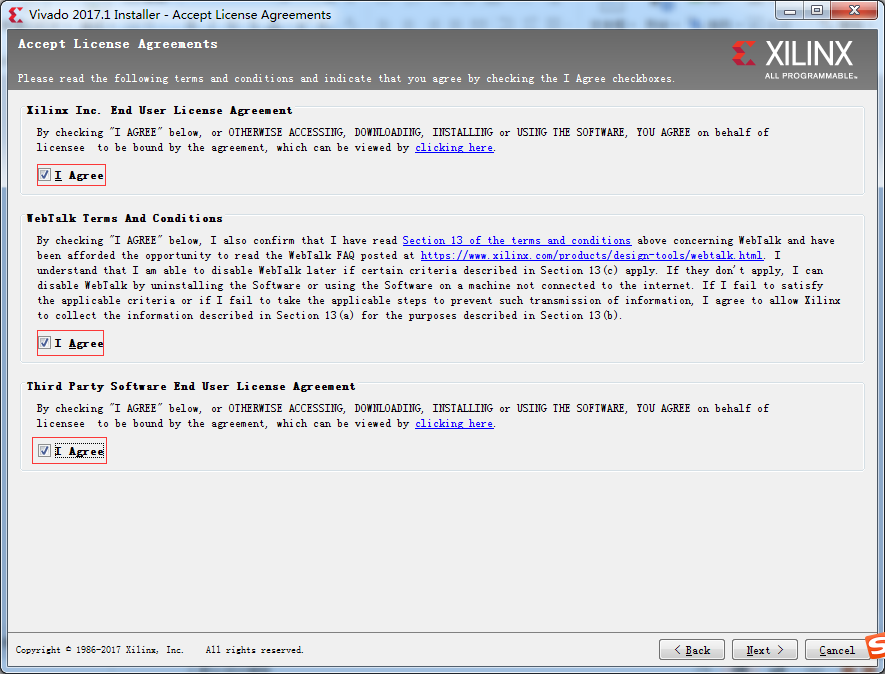 Vivado 2017.1 Installer - Accept License Agreements
Accept License Agreements
Please read the following terms and conditions and indicate that you agree by checking the I Agree checkboxes.
XILINX
ALL PROGRAMMABLE™
Xilinx Inc. End User License Agreement
By checking "I AGREE" below, or OTHERWISE ACCESSING, DOWNLOADING, INSTALLING or USING THE SOFTWARE, YOU AGREE on behalf of
licensee to be bound by the agreement, which can be viewed by clicking here.
I Agree
WebTalk Terms And Conditions
By checking "I AGREE" below, I also confirm that I have read Section 13 of the terms and conditions above concerning WebTalk and have
been afforded the opportunity to read the WebTalk FAQ posted at https://www.xilinx.com/products/design-tools/webtalk.html. I
understand that I am able to disable WebTalk later if certain criteria described in Section 13(c) apply. If they don't apply, I can
disable WebTalk by uninstalling the Software or using the Software on a machine not connected to the internet. If I fail to satisfy
the applicable criteria or if I fail to take the applicable steps to prevent such transmission of information, I agree to allow Xilinx
to collect the information described in Section 13(a) for the purposes described in Section 13(b).
I Agree
Third Party Software End User License Agreement
By checking "I AGREE" below, or OTHERWISE ACCESSING, DOWNLOADING, INSTALLING or USING THE SOFTWARE, YOU AGREE on behalf of
licensee to be bound by the agreement, which can be viewed by clicking here.
I Agree
Copyright © 1986-2017 Xilinx, Inc. All rights reserved.
< Back
Next >
Cancel